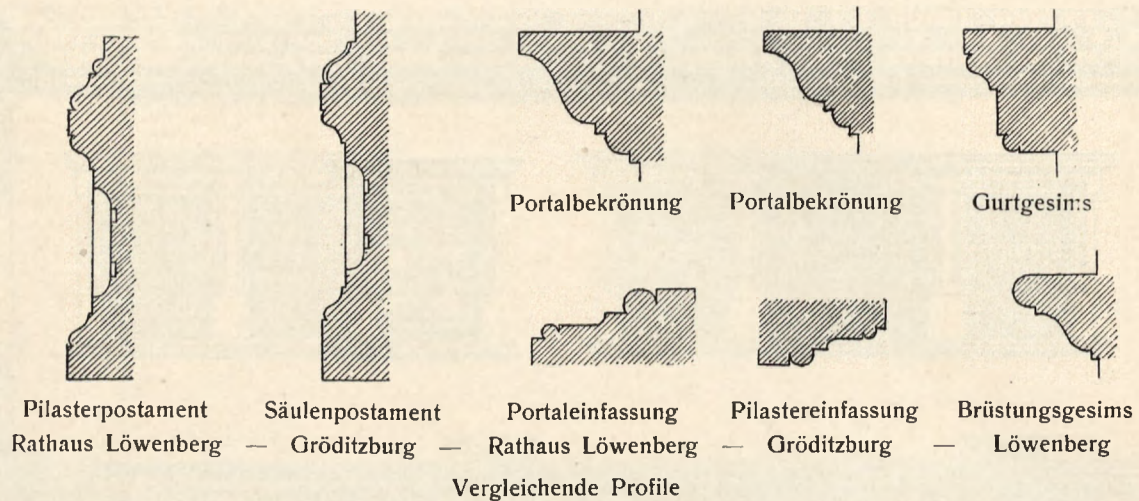 Portalbekrönung Portalbekrönung Gurtgesims
Pilasterpostament Säulenpostament Portaleinfassung Pilastereinfassung Brüstungsgesims
Rathaus Löwenberg — Gröditzburg — Rathaus Löwenberg — Gröditzburg — Löwenberg
Vergleichende Profile